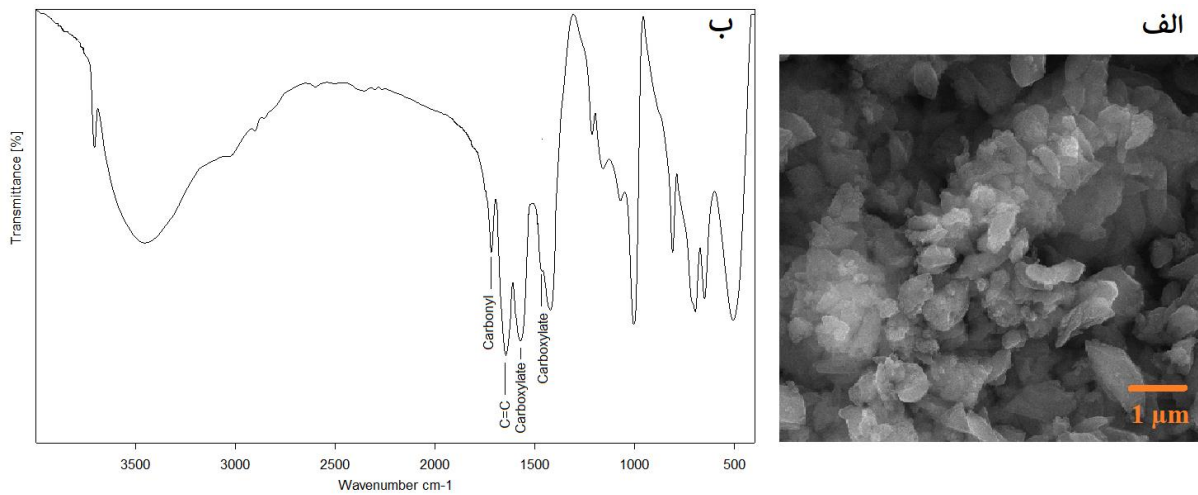 الف
ب
Transmittance [%]
Carbonyl
C=C
Carboxylate
Carboxylate
3500 3000 2500 2000 1500 1000 500
Wavenumber cm-1
1 µm